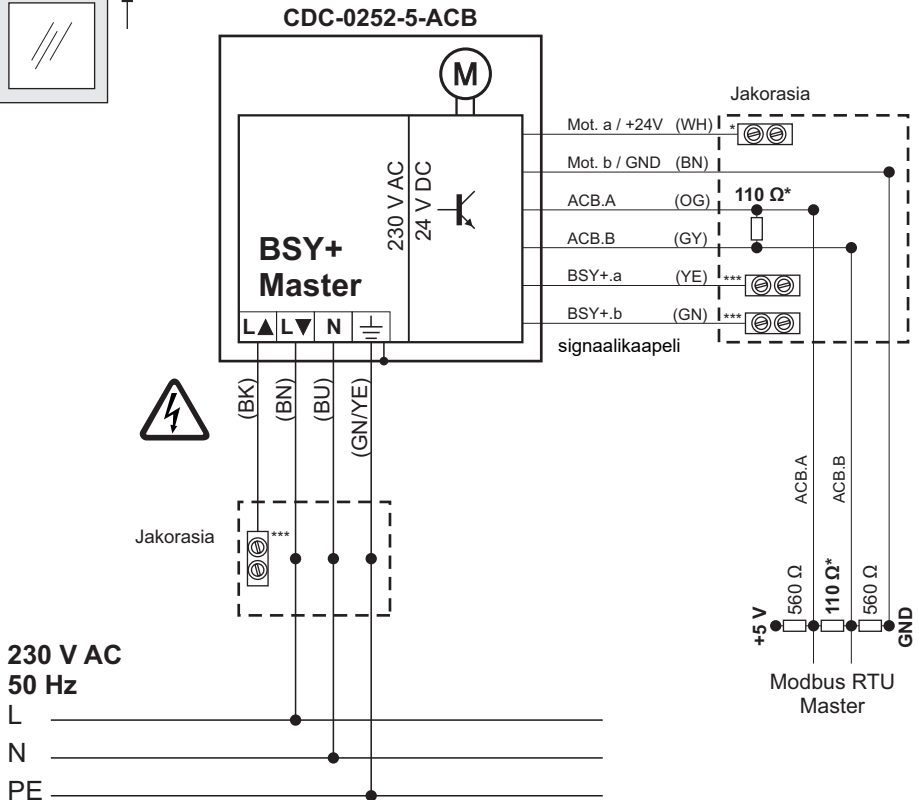 CDC-0252-5-ACB
M
Jakorasia
Mot. a / +24V (WH) *
Mot. b / GND (BN)
ACB.A (OG) 110 Ω*
ACB.B (GY)
BSY+.a (YE) ***
BSY+.b (GN) ***
signaalikaapeli
230 V AC
24 V DC
BSY+
Master
L▲ L▼ N
(BK) (BN) (BU) (GN/YE)
Jakorasia ***
ACB.A ACB.B
+5 V 560 Ω 110 Ω* 560 Ω GND
Modbus RTU
Master
230 V AC
50 Hz
L
N
PE